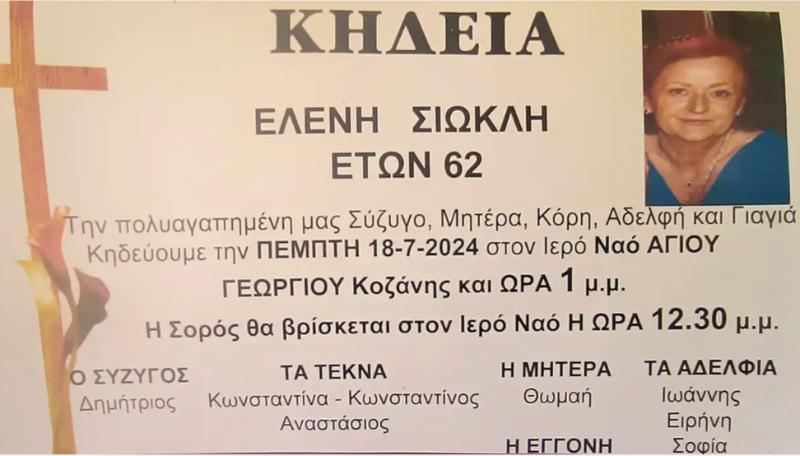 ΚΗΔΕΙΑ
ΕΛΕΝΗ ΣΙΩΚΛΗ
ΕΤΩΝ 62
Την πολυαγαπημένη μας Σύζυγο, Μητέρα, Κόρη, Αδελφή και Γιαγιά
Κηδεύουμε την ΠΕΜΠΤΗ 18-7-2024 στον Ιερό Ναό ΑΓΙΟΥ
ΓΕΩΡΓΙΟΥ Κοζάνης και ΩΡΑ 1 μ.μ.
Η Σορός θα βρίσκεται στον Ιερό Ναό Η ΩΡΑ 12.30 μ.μ.
Ο ΣΥΖΥΓΟΣ
Δημήτριος
ΤΑ ΤΕΚΝΑ
Κωνσταντίνα - Κωνσταντίνος
Αναστάσιος
Η ΜΗΤΕΡΑ
Θωμαή
Η ΕΓΓΟΝΗ
ΤΑ ΑΔΕΛΦΙΑ
Ιωάννης
Ειρήνη
Σοφία